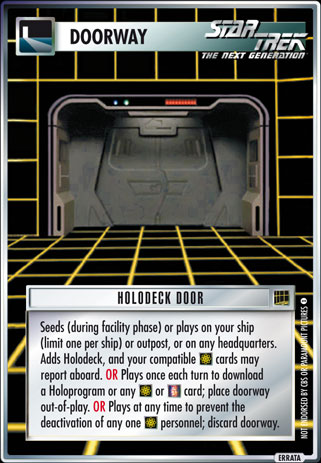 DOORWAY
STAR TREK
THE NEXT GENERATION
HOLODECK DOOR
Seeds (during facility phase) or plays on your ship
(limit one per ship) or outpost, or on any headquarters.
Adds Holodeck, and your compatible cards may
report aboard. OR Plays once each turn to download
a Holoprogram or any or card; place doorway
out-of-play. OR Plays at any time to prevent the
deactivation of any one personnel; discard doorway.
NOT ENDORSED BY CBS OR PARAMOUNT PICTURES
ERRATA